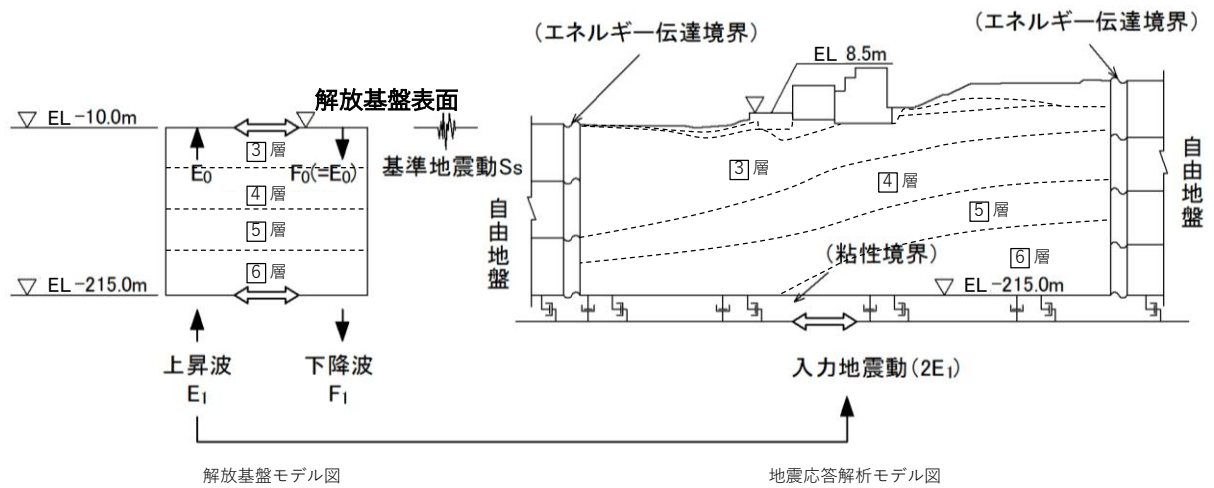 (エネルギー伝達境界)
(エネルギー伝達境界)
EL 8.5m
解放基盤表面
EL -10.0m
3 層
E₀
F₀(=E₀)
基準地震動Ss
4 層
5 層
6 層
EL -215.0m
上昇波
E₁
下降波
F₁
自由地盤
3 層
4 層
5 層
6 層
(粘性境界)
EL -215.0m
自由地盤
入力地震動(2E₁)
解放基盤モデル図
地震応答解析モデル図